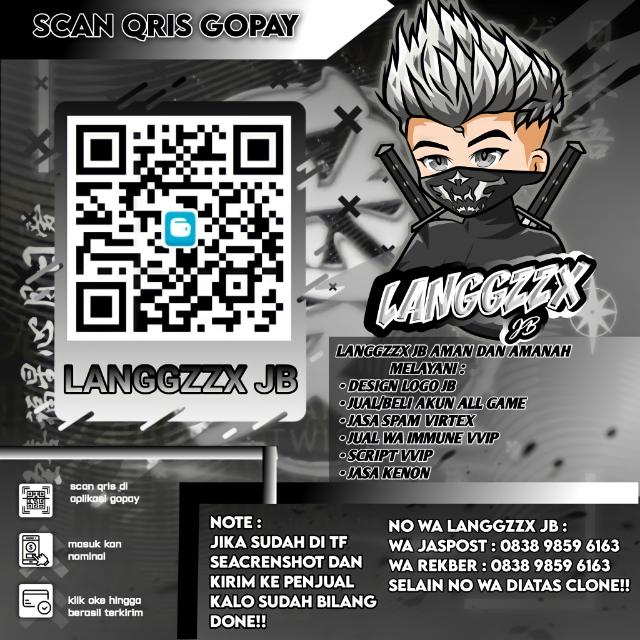 SCAN QRIS GOPAY
日本語
LANGGZZX JB
LANGGZZX
JB
LANGGZZX JB AMAN DAN AMANAH
MELAYANI :
• DESIGN LOGO JB
• JUAL/BELI AKUN ALL GAME
• JASA SPAM VIRTEX
• JUAL WA IMMUNE VVIP
• SCRIPT VVIP
• JASA KENON
scan qris di
aplikasi gopay
masuk kan
nominal
klik oke hingga
berasil terkirim
NOTE :
JIKA SUDAH DI TF
SEACRENSHOT DAN
KIRIM KE PENJUAL
KALO SUDAH BILANG
DONE!!
NO WA LANGGZZX JB :
WA JASPOST : 0838 9859 6163
WA REKBER : 0838 9859 6163
SELAIN NO WA DIATAS CLONE!!